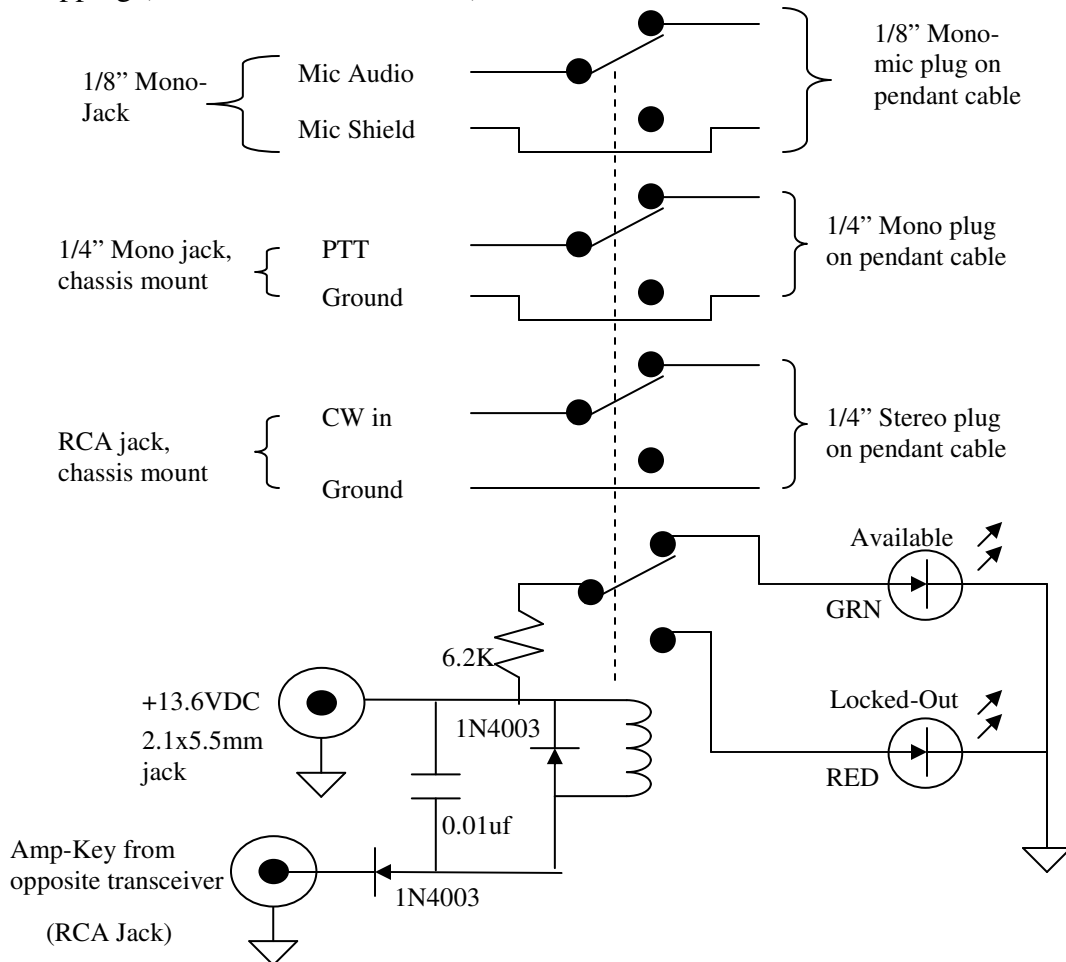 1/8” Mono-
Jack
Mic Audio
Mic Shield
1/8” Mono-
mic plug on
pendant cable
1/4” Mono jack,
chassis mount
PTT
Ground
1/4” Mono plug
on pendant cable
RCA jack,
chassis mount
CW in
Ground
1/4” Stereo plug
on pendant cable
Available
GRN
6.2K
+13.6VDC
2.1x5.5mm
jack
1N4003
0.01uf
Locked-Out
RED
Amp-Key from
opposite transceiver
(RCA Jack)
1N4003